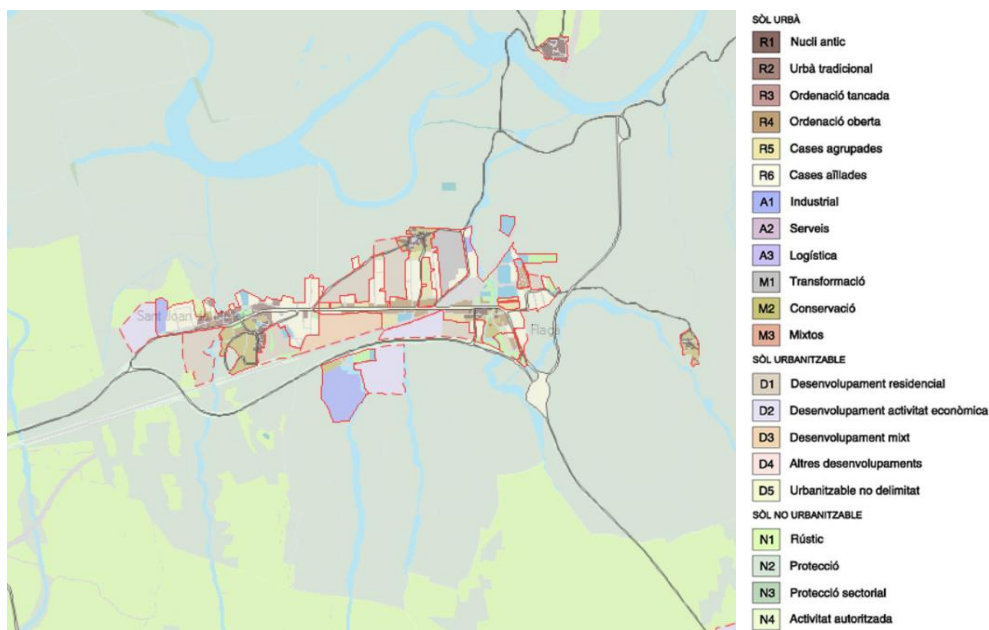 Sant Joan
Flaçà
SÒL URBÀ
R1 Nucli antic
R2 Urbà tradicional
R3 Ordenació tancada
R4 Ordenació oberta
R5 Cases agrupades
R6 Cases aïllades
A1 Industrial
A2 Serveis
A3 Logística
M1 Transformació
M2 Conservació
M3 Mixtos
SÒL URBANITZABLE
D1 Desenvolupament residencial
D2 Desenvolupament activitat econòmica
D3 Desenvolupament mixt
D4 Altres desenvolupaments
D5 Urbanitzable no delimitat
SÒL NO URBANITZABLE
N1 Rústic
N2 Protecció
N3 Protecció sectorial
N4 Activitat autoritzada